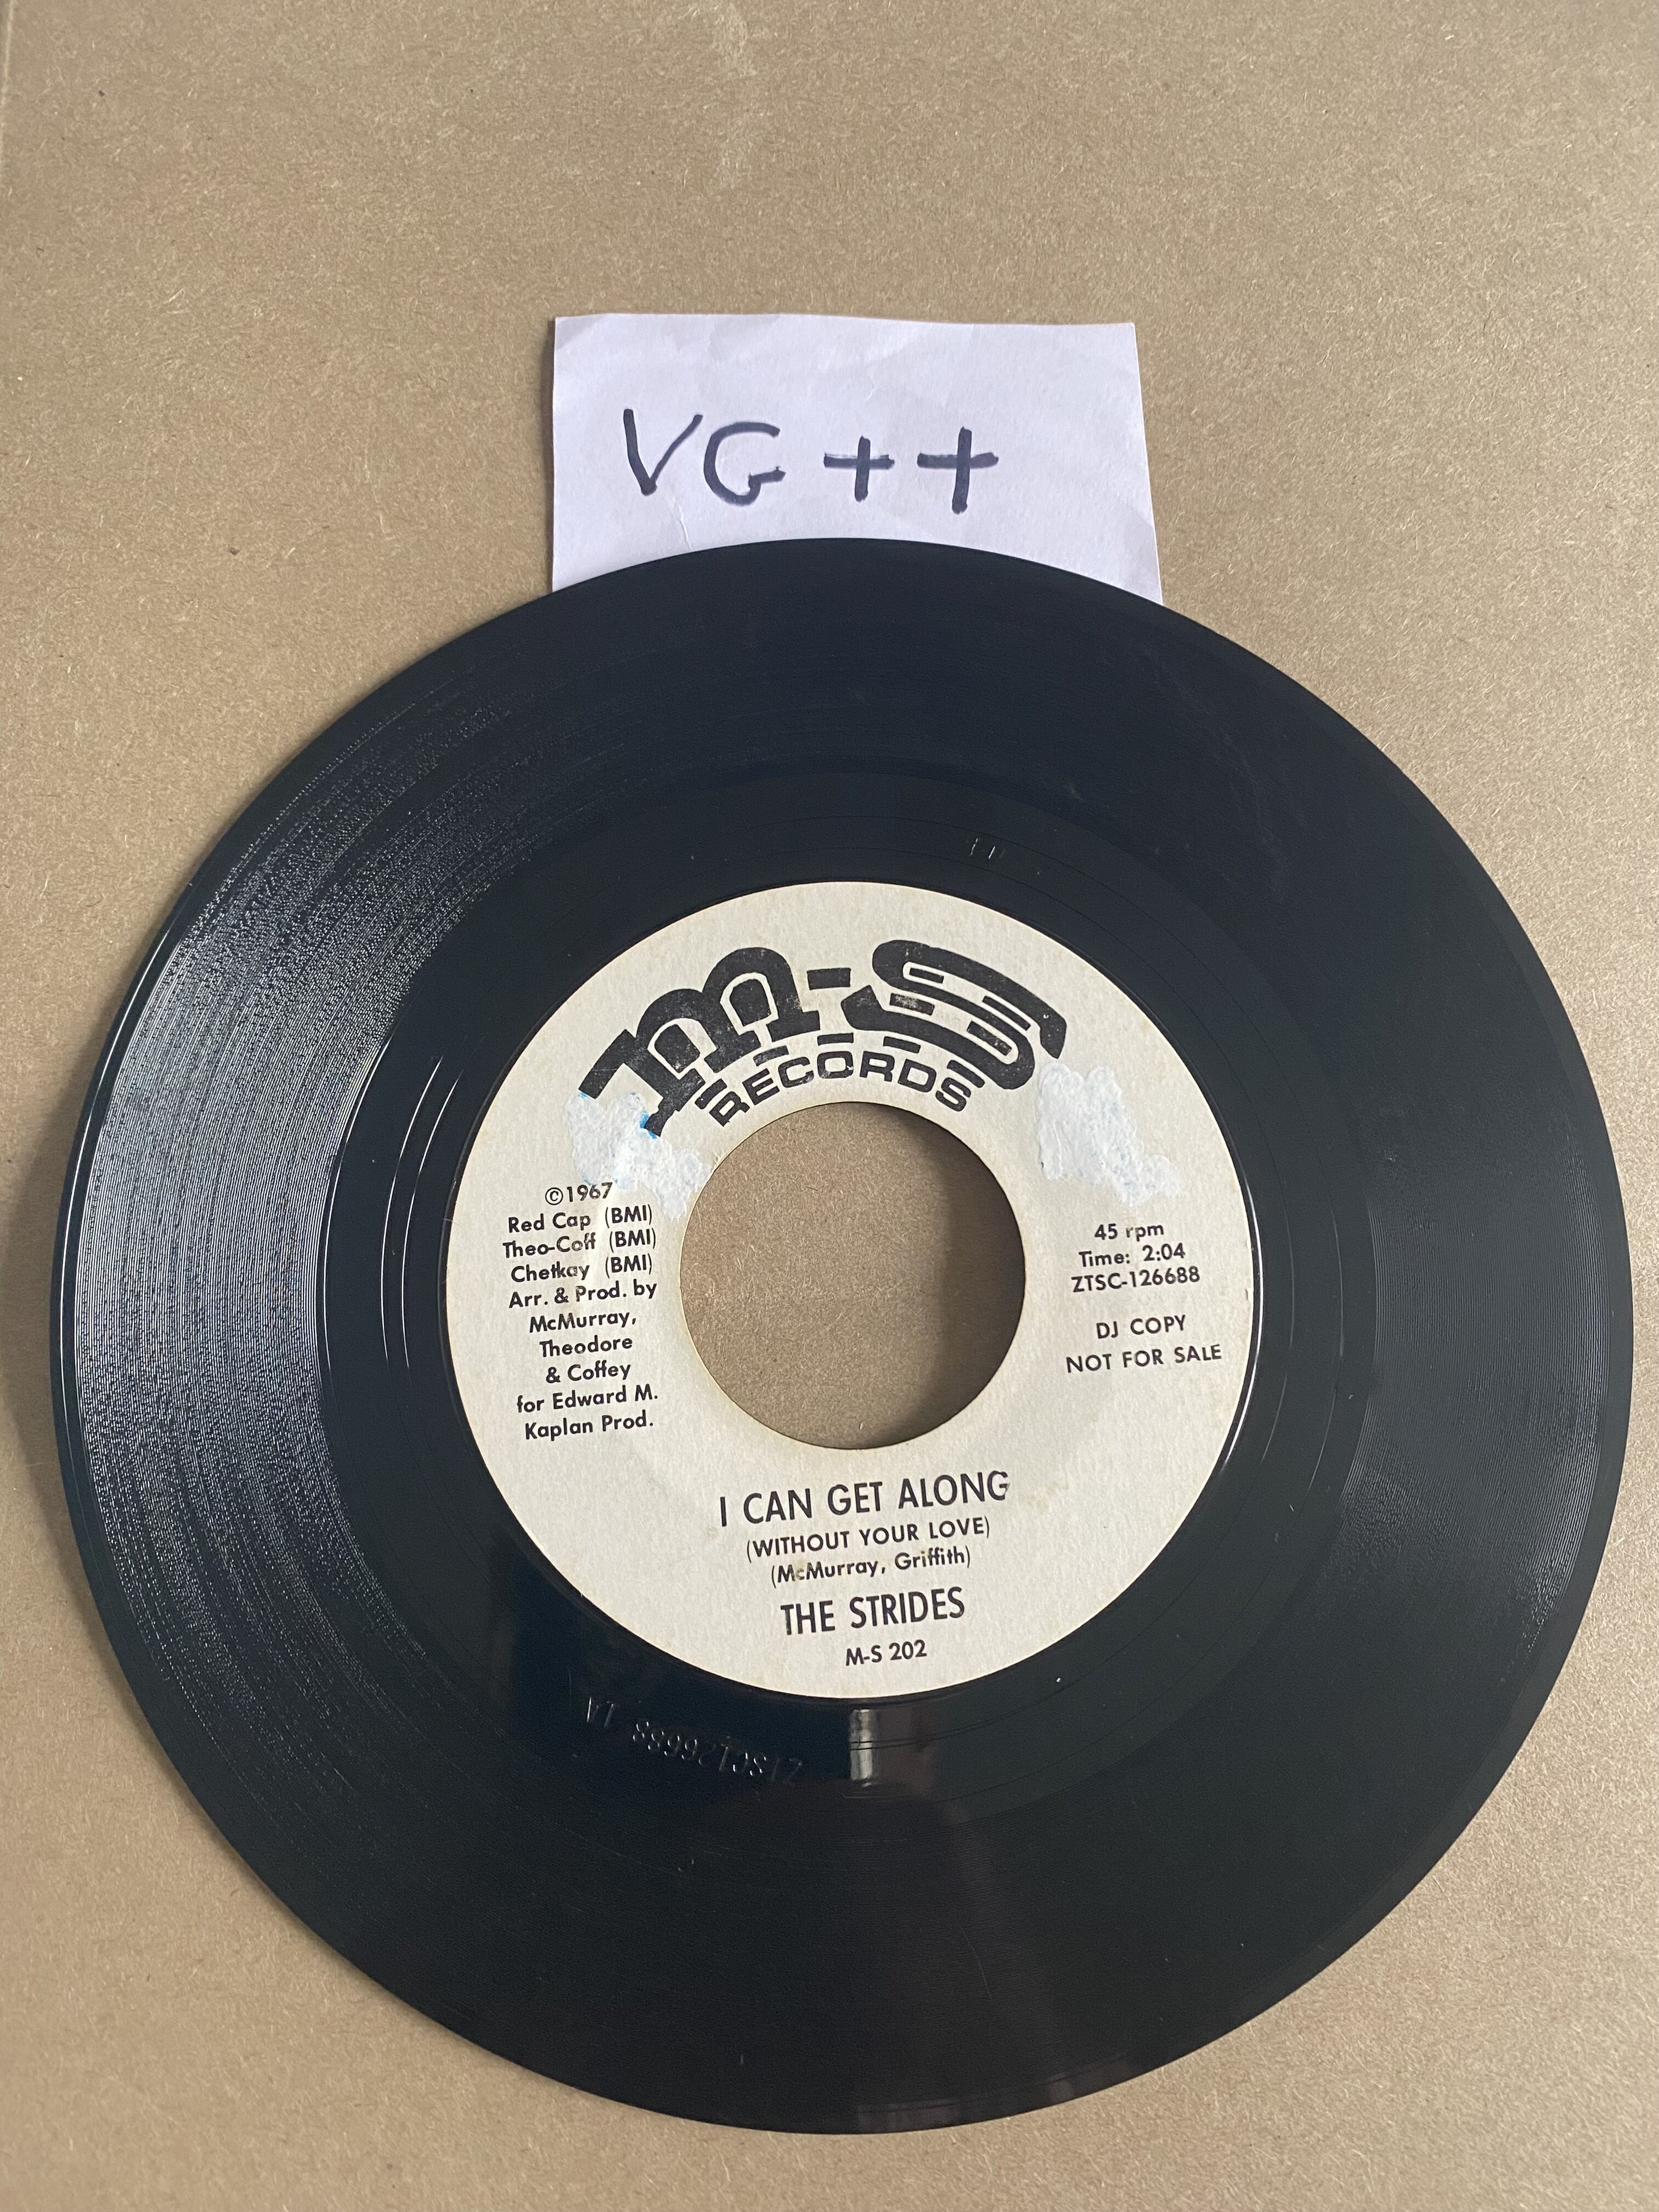 VG++
M-S
RECORDS
©1967
Red Cap (BMI)
Theo-Coff (BMI)
Chetkay (BMI)
Arr. & Prod. by
McMurray,
Theodore
& Coffey
for Edward M.
Kaplan Prod.
45 rpm
Time: 2:04
ZTSC-126688
DJ COPY
NOT FOR SALE
I CAN GET ALONG
(WITHOUT YOUR LOVE)
(McMurray, Griffith)
THE STRIDES
M-S 202
ZTSC126688 1A